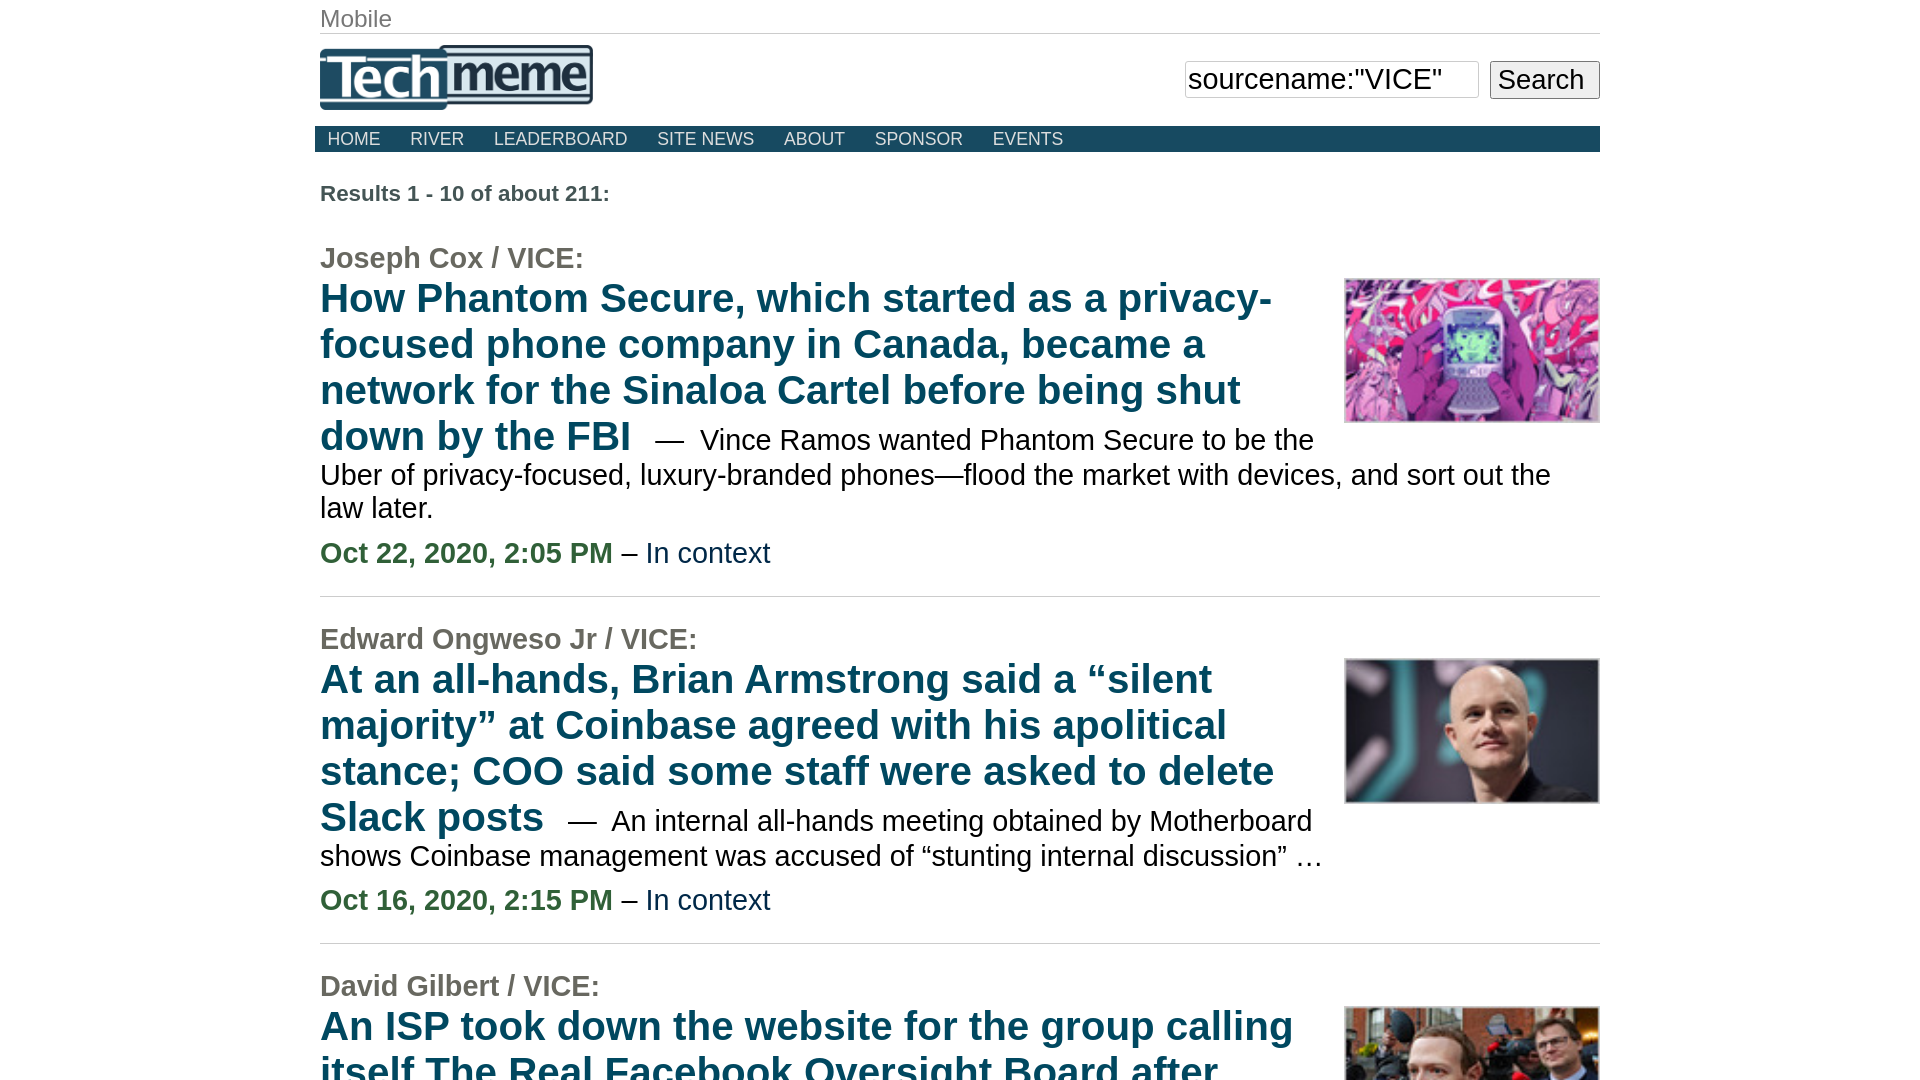 Mobile
Techmeme
sourcename:"VICE"
Search
HOME RIVER LEADERBOARD SITE NEWS ABOUT SPONSOR EVENTS
Results 1 - 10 of about 211:
Joseph Cox / VICE:
How Phantom Secure, which started as a privacy-
focused phone company in Canada, became a
network for the Sinaloa Cartel before being shut
down by the FBI — Vince Ramos wanted Phantom Secure to be the
Uber of privacy-focused, luxury-branded phones—flood the market with devices, and sort out the
law later.
Oct 22, 2020, 2:05 PM – In context
Edward Ongweso Jr / VICE:
At an all-hands, Brian Armstrong said a “silent
majority” at Coinbase agreed with his apolitical
stance; COO said some staff were asked to delete
Slack posts — An internal all-hands meeting obtained by Motherboard
shows Coinbase management was accused of “stunting internal discussion” …
Oct 16, 2020, 2:15 PM – In context
David Gilbert / VICE:
An ISP took down the website for the group calling
itself The Real Facebook Oversight Board after